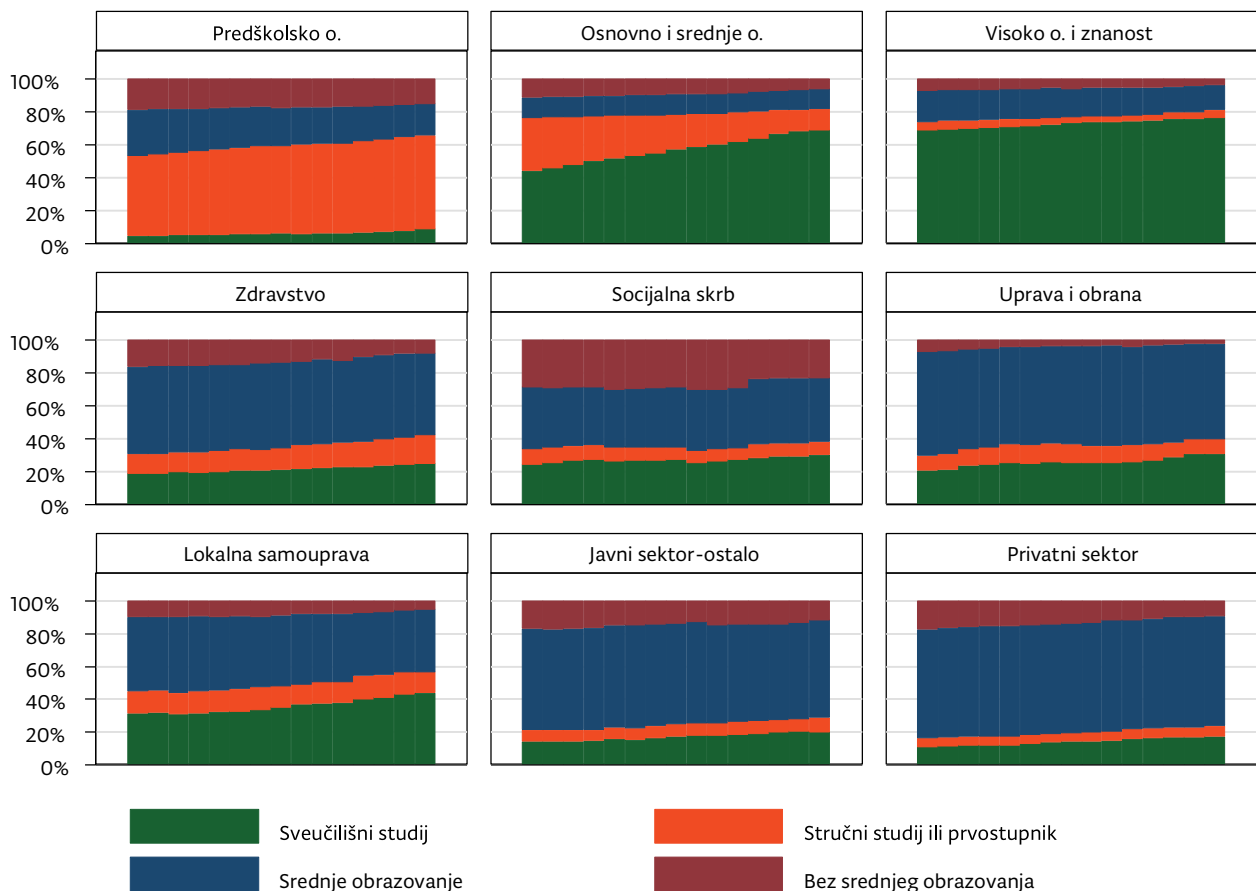 Predškolsko o.
Osnovno i srednje o.
Visoko o. i znanost
100%
80%
60%
40%
20%
0%
Zdravstvo
Socijalna skrb
Uprava i obrana
100%
80%
60%
40%
20%
0%
Lokalna samouprava
Javni sektor-ostalo
Privatni sektor
100%
80%
60%
40%
20%
0%
Sveučilišni studij
Stručni studij ili prvostupnik
Srednje obrazovanje
Bez srednjeg obrazovanja